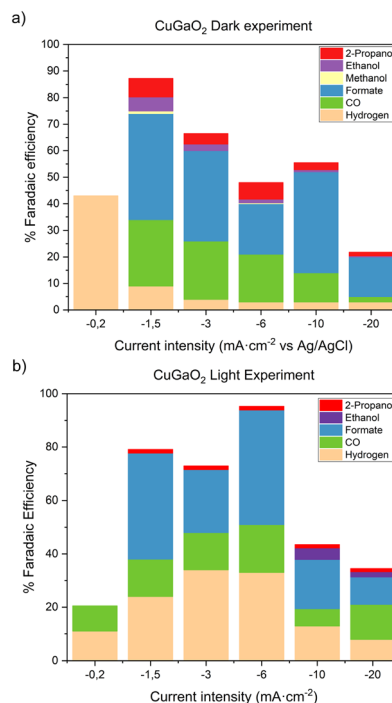 a)
CuGaO₂ Dark experiment
100
90
80
70
60
50
40
30
20
10
0
% Faradaic efficiency
2-Propano
Ethanol
Methanol
Formate
CO
Hydrogen
-0,2
-1,5
-3
-6
-10
-20
Current intensity (mA·cm⁻² vs Ag/AgCl)
b)
CuGaO₂ Light Experiment
100
80
60
40
20
0
% Faradaic Efficiency
2-Propano
Ethanol
Formate
CO
Hydrogen
-0,2
-1,5
-3
-6
-10
-20
Current intensity (mA·cm⁻²)